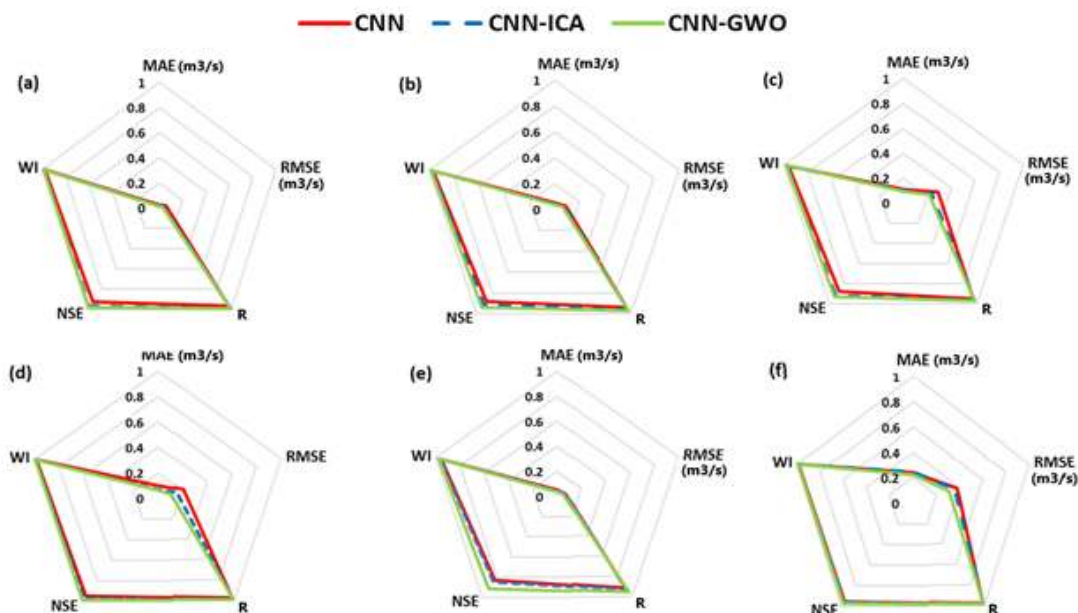 CNN CNN-ICA CNN-GWO
(a)
MAE (m3/s)
1
0.8
0.6
0.4
0.2
0
RMSE
(m3/s)
R
NSE
WI
(b)
MAE (m3/s)
1
0.8
0.6
0.4
0.2
0
RMSE
(m3/s)
R
NSE
WI
(c)
MAE (m3/s)
1
0.8
0.6
0.4
0.2
0
RMSE
(m3/s)
R
NSE
WI
(d)
MAE (m3/s)
1
0.8
0.6
0.4
0.2
0
RMSE
R
NSE
WI
(e)
MAE (m3/s)
1
0.8
0.6
0.4
0.2
0
RMSE
(m3/s)
R
NSE
WI
(f)
MAE (m3/s)
1
0.8
0.6
0.4
0.2
0
RMSE
(m3/s)
R
NSE
WI